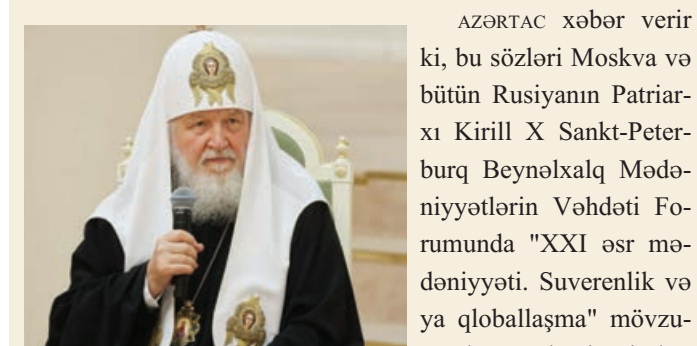 AZƏRTAC xəbər verir
ki, bu sözləri Moskva və
bütün Rusiyanın Patriar-
xı Kirill X Sankt-Peter-
burq Beynəlxalq Mədə-
niyyətlərin Vəhdəti Fo-
rumunda "XXI əsr mə-
dəniyyəti. Suverenlik və
ya qloballaşma" mövzu-